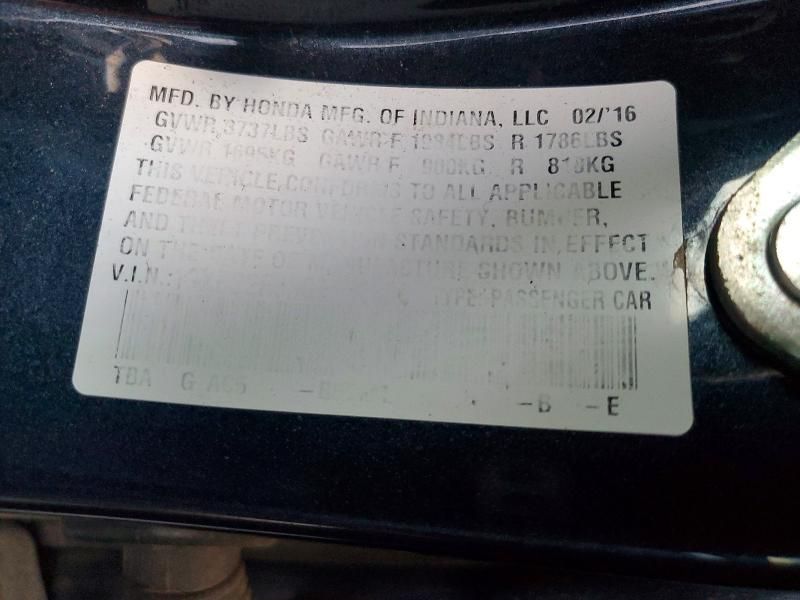 MFD. BY HONDA MFG. OF INDIANA, LLC 02/'16
GVWR 3737LBS GAWR F 1984LBS R 1786LBS
GVWR 1695KG GAWR F 900KG R 810KG
THIS VEHICLE CONFORMS TO ALL APPLICABLE
FEDERAL MOTOR VEHICLE SAFETY, BUMPER,
AND THEFT PREVENTION STANDARDS IN EFFECT
ON THE DATE OF MANUFACTURE SHOWN ABOVE.
V.I.N.:
TYPE: PASSENGER CAR
TBA -B -E